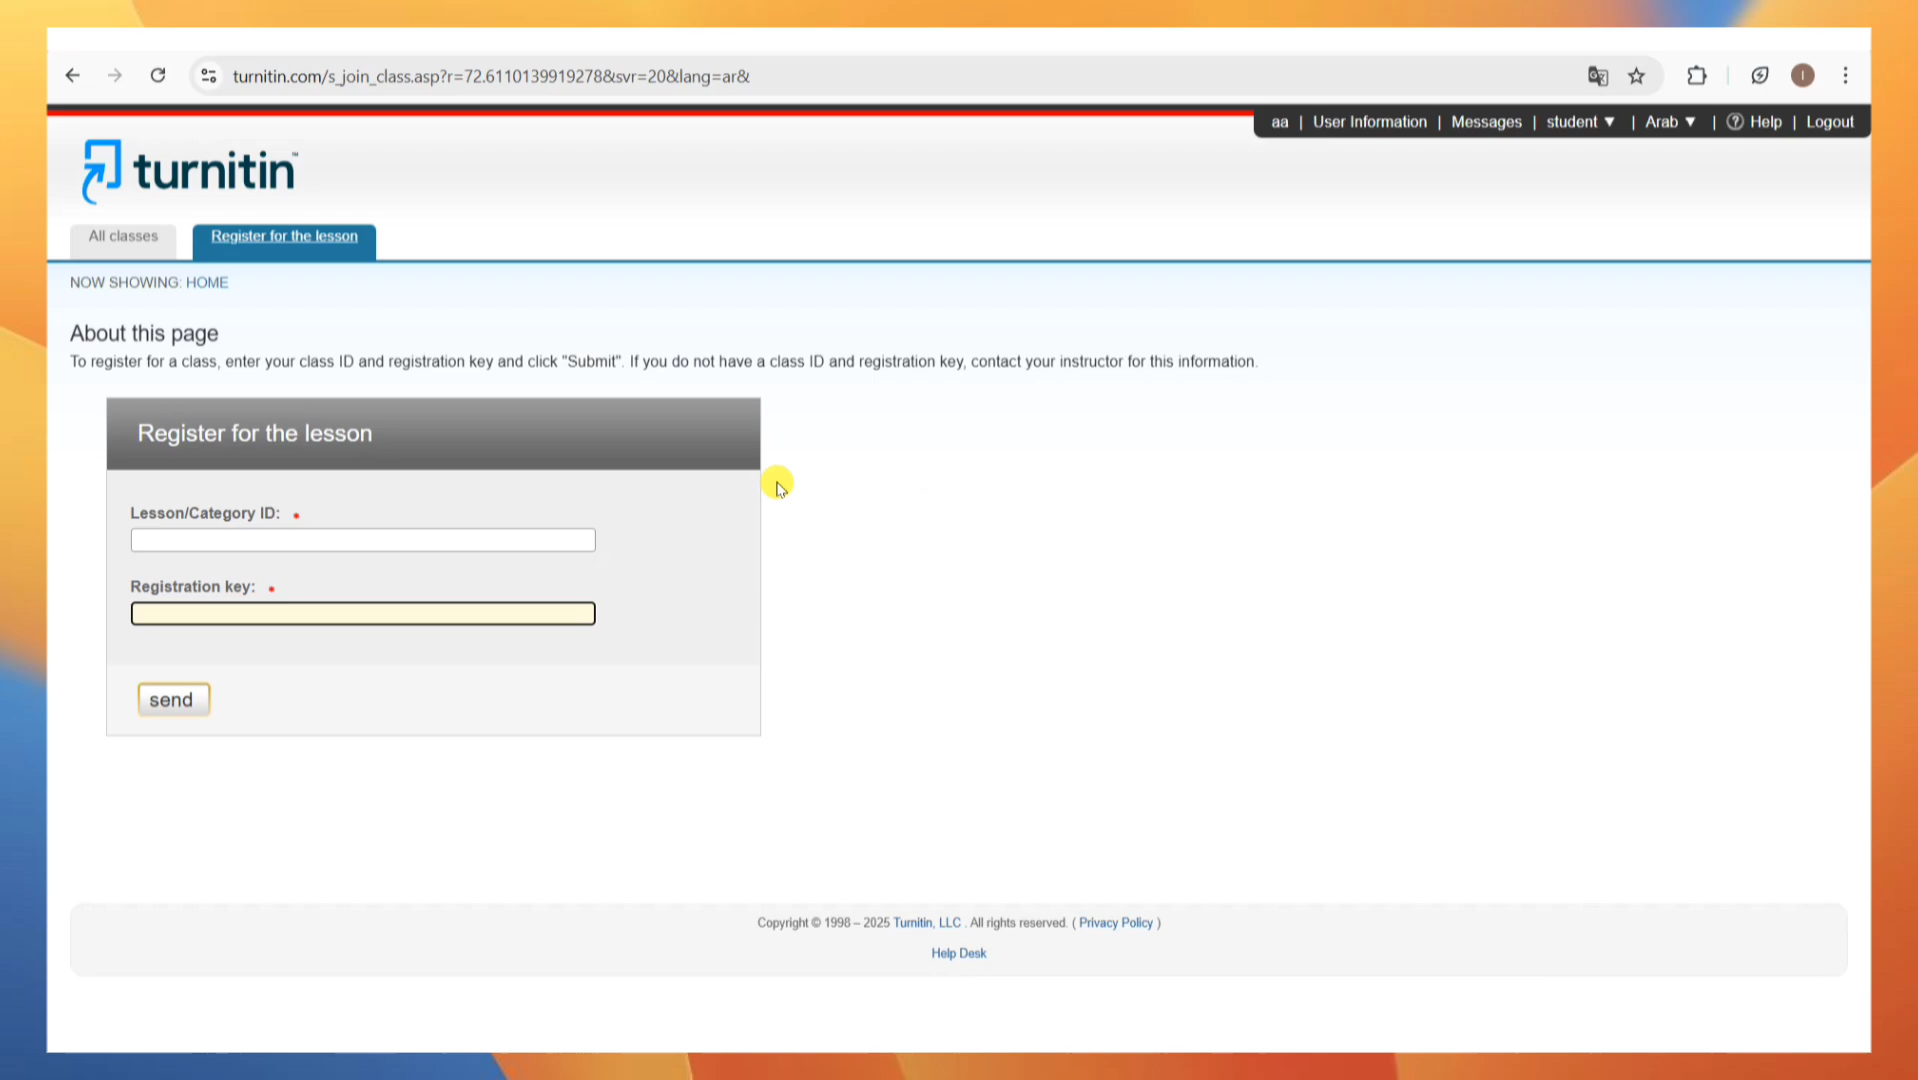 turnitin.com/s_join_class.asp?r=72.6110139919278&svr=20&lang=ar&
I
aa | User Information | Messages | student ▼ | Arab ▼ | ? Help | Logout
turnitin™
All classes
Register for the lesson
NOW SHOWING: HOME
About this page
To register for a class, enter your class ID and registration key and click "Submit". If you do not have a class ID and registration key, contact your instructor for this information.
Register for the lesson
Lesson/Category ID:
Registration key:
send
Copyright © 1998 – 2025 Turnitin, LLC . All rights reserved. ( Privacy Policy )
Help Desk